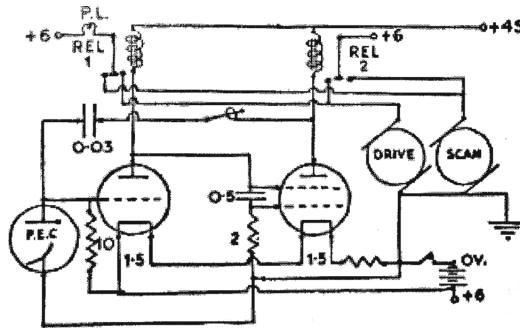 P.L.
+6
REL
1
+6
REL
2
+45
0·03
DRIVE
SCAN
0·5
P.E.C
10
2
1·5
1·5
0V.
+6